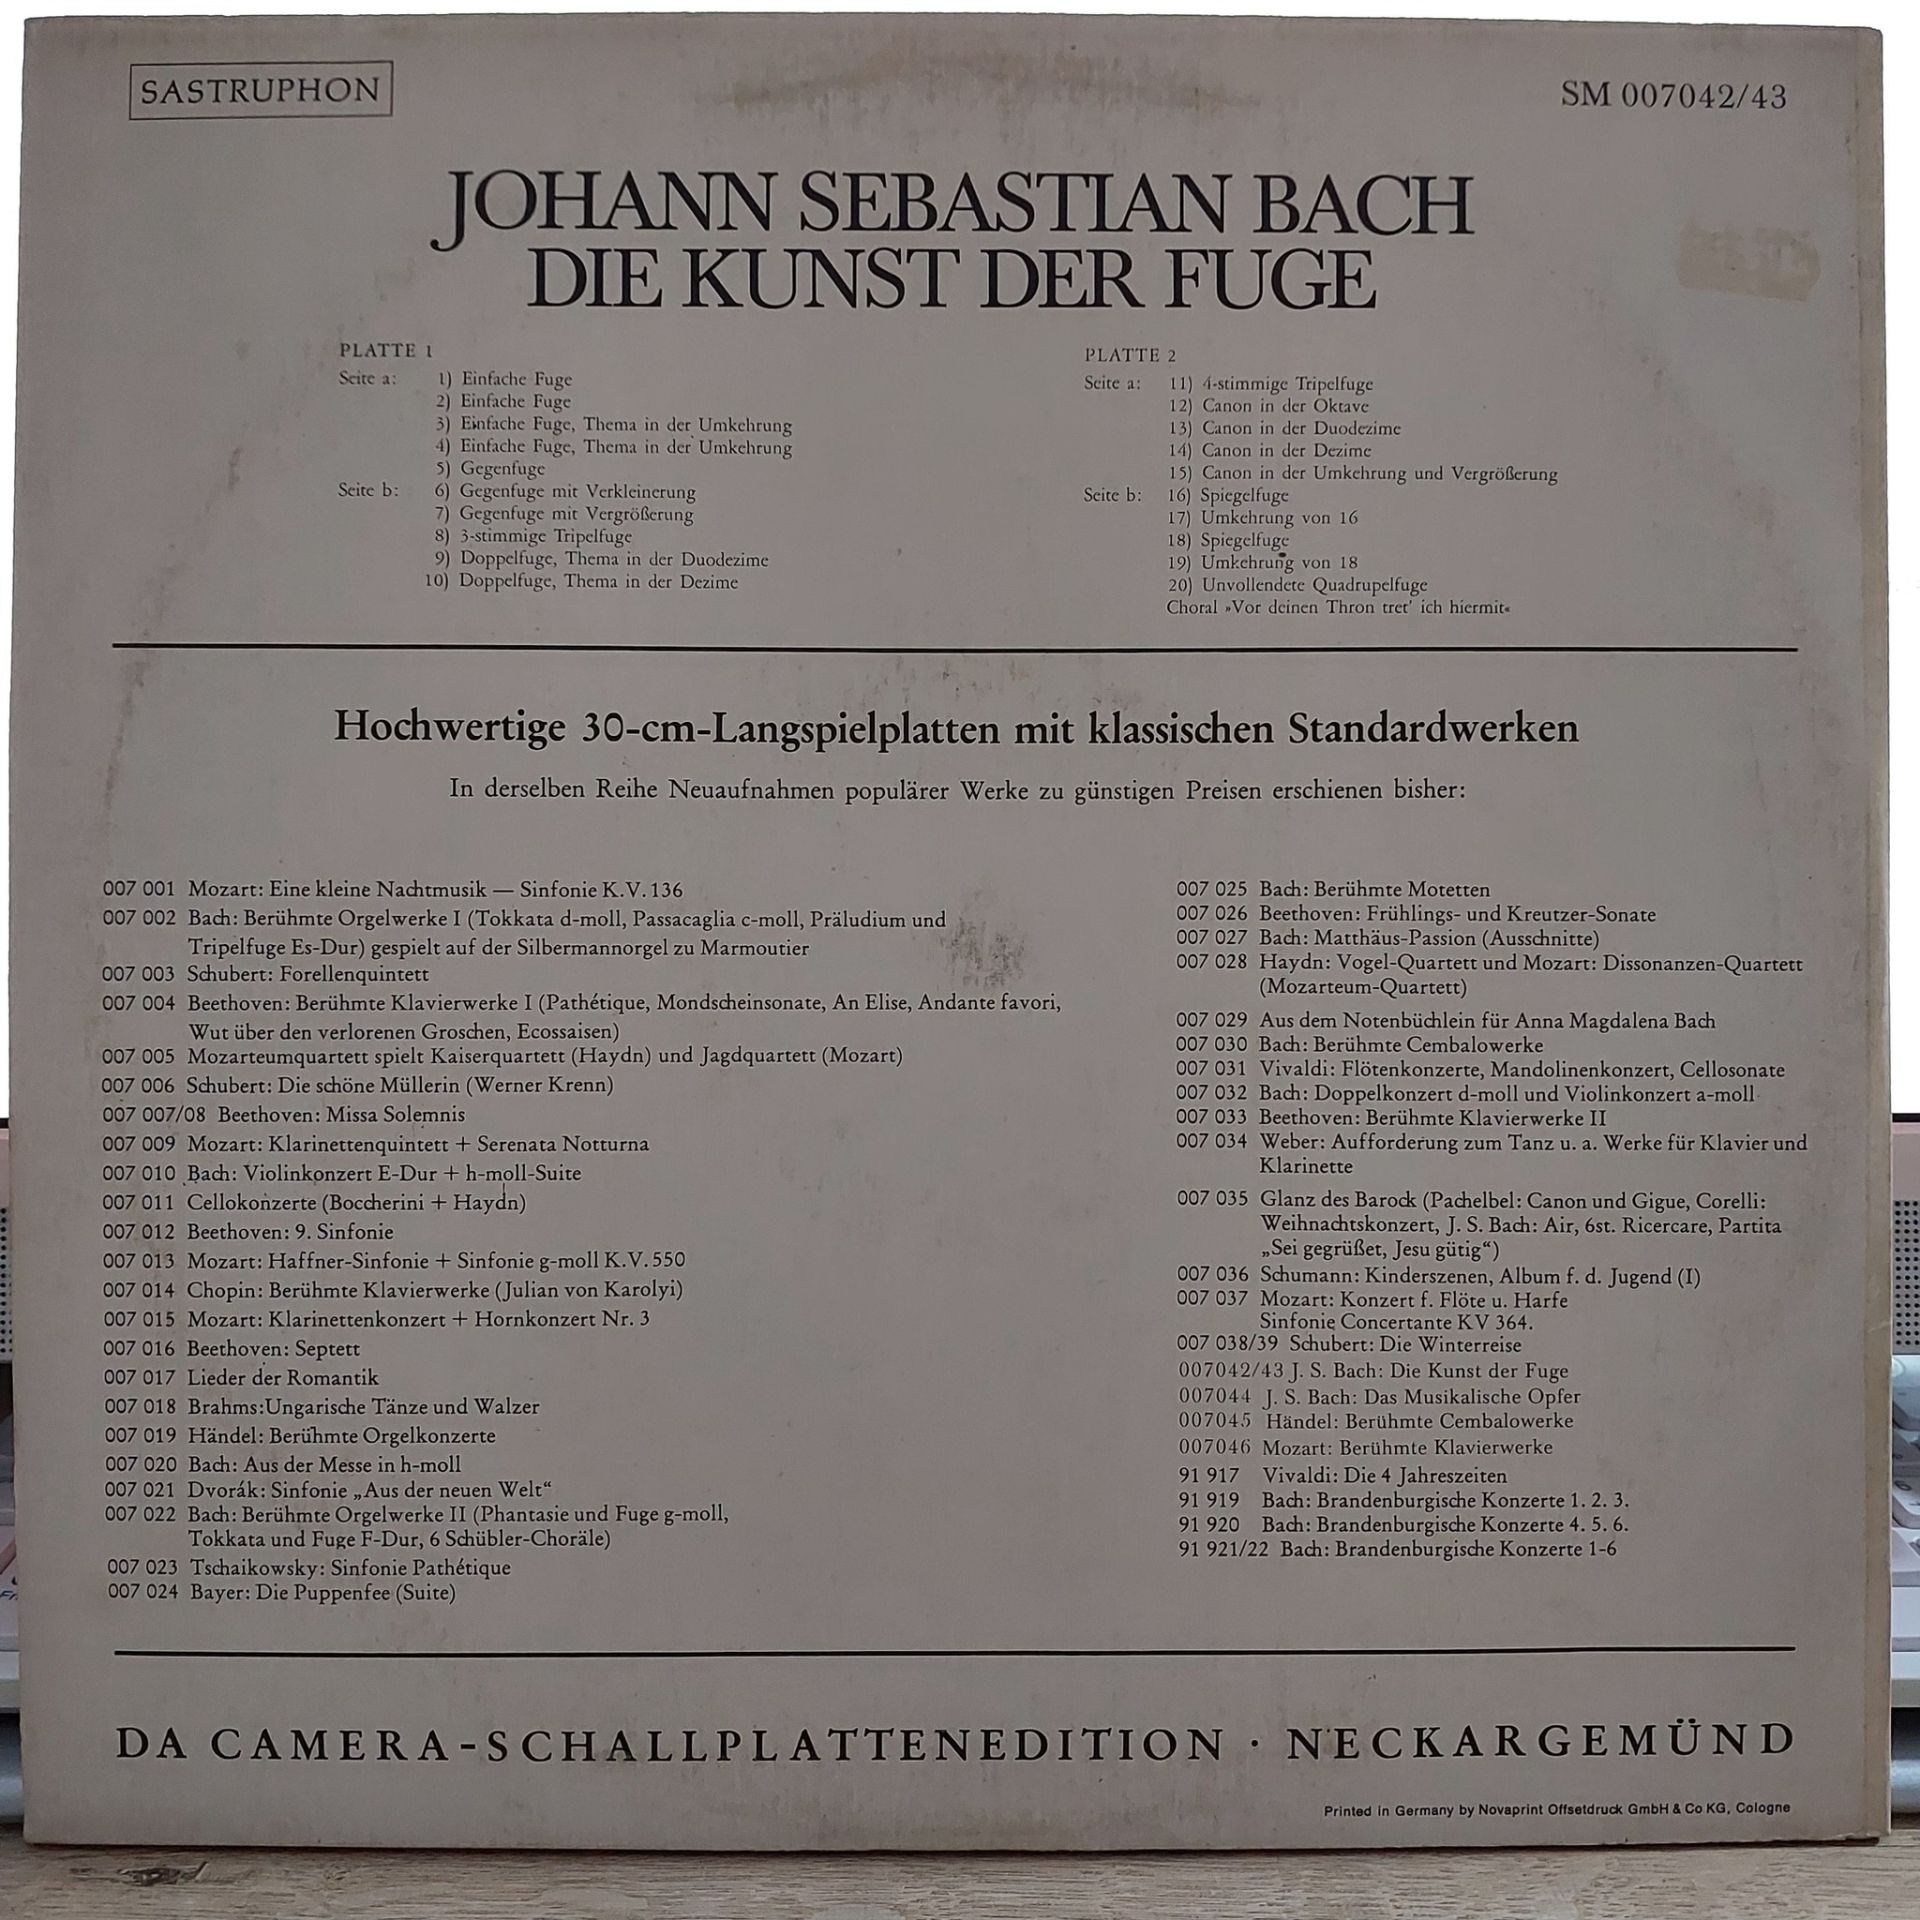 SASTRUPHON
SM 007042/43
JOHANN SEBASTIAN BACH
DIE KUNST DER FUGE
PLATTE 1
Seite a: 1) Einfache Fuge
2) Einfache Fuge
3) Einfache Fuge, Thema in der Umkehrung
4) Einfache Fuge, Thema in der Umkehrung
5) Gegenfuge
Seite b: 6) Gegenfuge mit Verkleinerung
7) Gegenfuge mit Vergrößerung
8) 3-stimmige Tripelfuge
9) Doppelfuge, Thema in der Duodezime
10) Doppelfuge, Thema in der Dezime
PLATTE 2
Seite a: 11) 4-stimmige Tripelfuge
12) Canon in der Oktave
13) Canon in der Duodezime
14) Canon in der Dezime
15) Canon in der Umkehrung und Vergrößerung
Seite b: 16) Spiegelfuge
17) Umkehrung von 16
18) Spiegelfuge
19) Umkehrung von 18
20) Unvollendete Quadrupelfuge
Choral »Vor deinen Thron tret' ich hiermit«
Hochwertige 30-cm-Langspielplatten mit klassischen Standardwerken
In derselben Reihe Neuaufnahmen populärer Werke zu günstigen Preisen erschienen bisher:
007 001 Mozart: Eine kleine Nachtmusik — Sinfonie K.V. 136
007 002 Bach: Berühmte Orgelwerke I (Tokkata d-moll, Passacaglia c-moll, Präludium und
Tripelfuge Es-Dur) gespielt auf der Silbermannorgel zu Marmoutier
007 003 Schubert: Forellenquintett
007 004 Beethoven: Berühmte Klavierwerke I (Pathétique, Mondscheinsonate, An Elise, Andante favori,
Wut über den verlorenen Groschen, Ecossaisen)
007 005 Mozarteumquartett spielt Kaiserquartett (Haydn) und Jagdquartett (Mozart)
007 006 Schubert: Die schöne Müllerin (Werner Krenn)
007 007/08 Beethoven: Missa Solemnis
007 009 Mozart: Klarinettenquintett + Serenata Notturna
007 010 Bach: Violinkonzert E-Dur + h-moll-Suite
007 011 Cellokonzerte (Boccherini + Haydn)
007 012 Beethoven: 9. Sinfonie
007 013 Mozart: Haffner-Sinfonie + Sinfonie g-moll K.V. 550
007 014 Chopin: Berühmte Klavierwerke (Julian von Karolyi)
007 015 Mozart: Klarinettenkonzert + Hornkonzert Nr. 3
007 016 Beethoven: Septett
007 017 Lieder der Romantik
007 018 Brahms:Ungarische Tänze und Walzer
007 019 Händel: Berühmte Orgelkonzerte
007 020 Bach: Aus der Messe in h-moll
007 021 Dvorák: Sinfonie „Aus der neuen Welt“
007 022 Bach: Berühmte Orgelwerke II (Phantasie und Fuge g-moll,
Tokkata und Fuge F-Dur, 6 Schübler-Choräle)
007 023 Tschaikowsky: Sinfonie Pathétique
007 024 Bayer: Die Puppenfee (Suite)
007 025 Bach: Berühmte Motetten
007 026 Beethoven: Frühlings- und Kreutzer-Sonate
007 027 Bach: Matthäus-Passion (Ausschnitte)
007 028 Haydn: Vogel-Quartett und Mozart: Dissonanzen-Quartett
(Mozarteum-Quartett)
007 029 Aus dem Notenbüchlein für Anna Magdalena Bach
007 030 Bach: Berühmte Cembalowerke
007 031 Vivaldi: Flötenkonzerte, Mandolinenkonzert, Cellosonate
007 032 Bach: Doppelkonzert d-moll und Violinkonzert a-moll
007 033 Beethoven: Berühmte Klavierwerke II
007 034 Weber: Aufforderung zum Tanz u. a. Werke für Klavier und
Klarinette
007 035 Glanz des Barock (Pachelbel: Canon und Gigue, Corelli:
Weihnachtskonzert, J. S. Bach: Air, 6st. Ricercare, Partita
„Sei gegrüßet, Jesu gütig“)
007 036 Schumann: Kinderszenen, Album f. d. Jugend (I)
007 037 Mozart: Konzert f. Flöte u. Harfe
Sinfonie Concertante KV 364.
007 038/39 Schubert: Die Winterreise
007042/43 J. S. Bach: Die Kunst der Fuge
007044 J. S. Bach: Das Musikalische Opfer
007045 Händel: Berühmte Cembalowerke
007046 Mozart: Berühmte Klavierwerke
91 917 Vivaldi: Die 4 Jahreszeiten
91 919 Bach: Brandenburgische Konzerte 1. 2. 3.
91 920 Bach: Brandenburgische Konzerte 4. 5. 6.
91 921/22 Bach: Brandenburgische Konzerte 1-6
DA CAMERA-SCHALLPLATTENEDITION · NECKARGEMÜND
Printed in Germany by Novaprint Offsetdruck GmbH & Co KG, Cologne